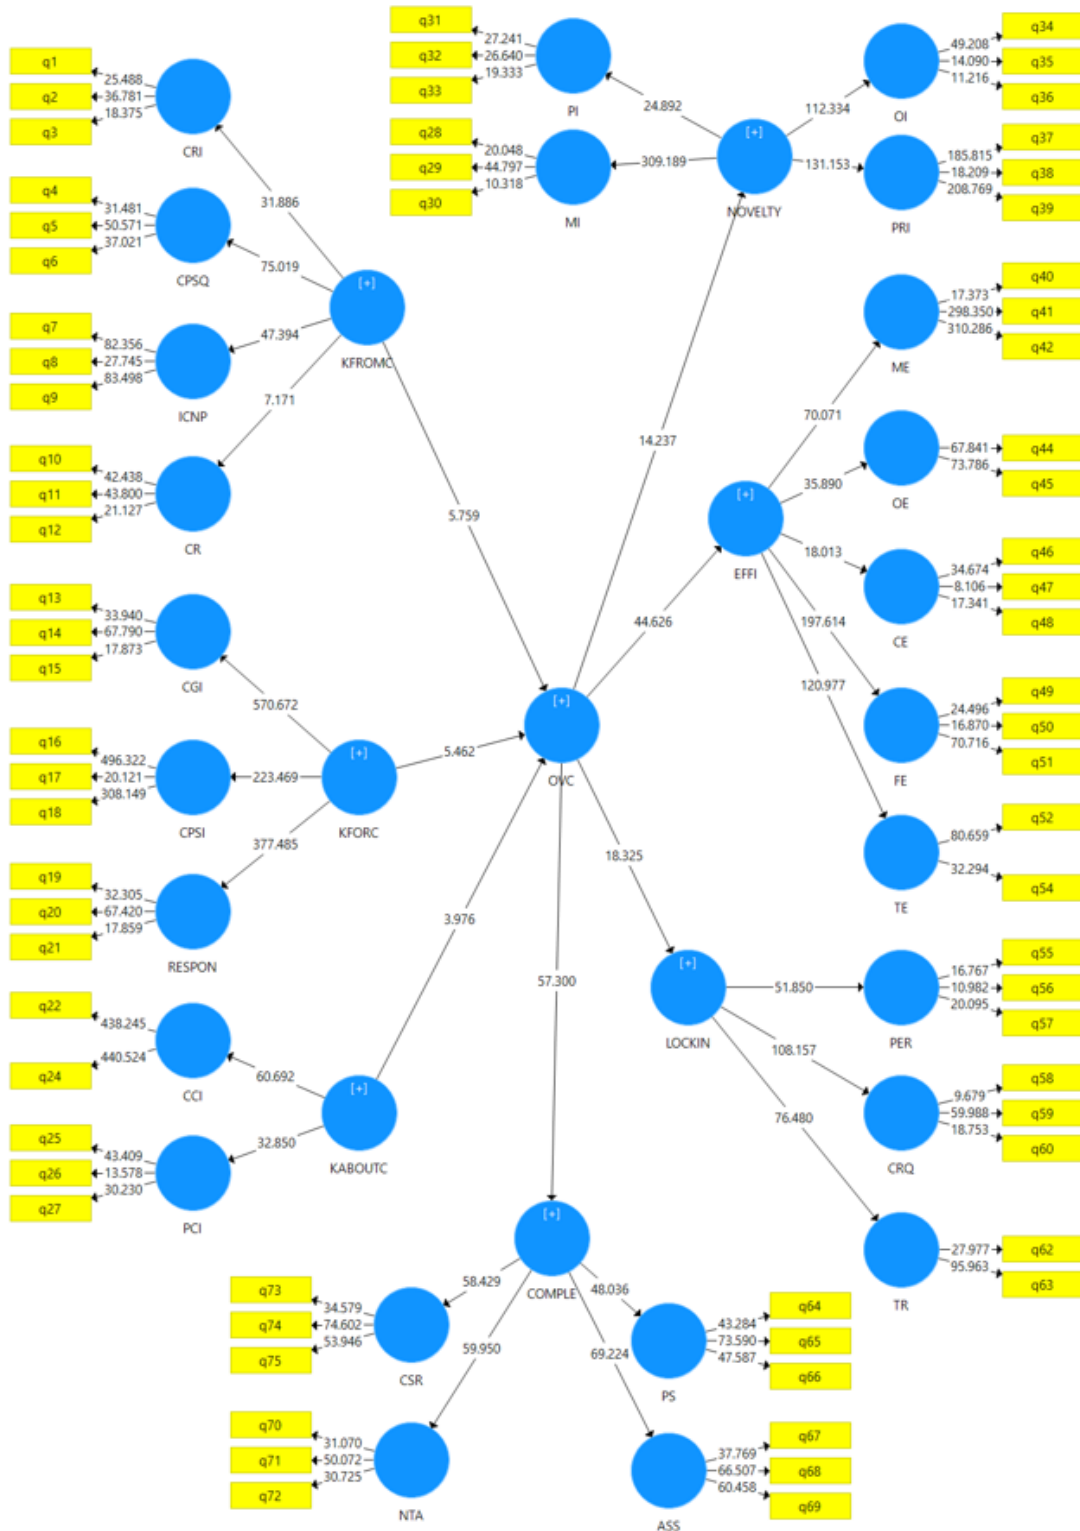 q31
q32
q33
27.241
26.640
19.333
PI
q28
q29
q30
20.048
44.797
10.318
MI
24.892
309.189
[+]
NOVELTY
112.334
131.153
OI
49.208
14.090
11.216
q34
q35
q36
PRI
185.815
18.209
208.769
q37
q38
q39
q1
q2
q3
25.488
36.781
18.375
CRI
q4
q5
q6
31.481
50.571
37.021
CPSQ
q7
q8
q9
82.356
27.745
83.498
ICNP
q10
q11
q12
42.438
43.800
21.127
CR
31.886
75.019
47.394
7.171
[+]
KFROMC
5.759
q13
q14
q15
33.940
67.790
17.873
CGI
q16
q17
q18
496.322
20.121
308.149
CPSI
q19
q20
q21
32.305
67.420
17.859
RESPON
570.672
223.469
377.485
[+]
KFORC
5.462
q22
q24
438.245
440.524
CCI
q25
q26
q27
43.409
13.578
30.230
PCI
60.692
32.850
[+]
KABOUTC
3.976
[+]
OVC
14.237
44.626
18.325
57.300
[+]
EFFI
70.071
35.890
18.013
197.614
120.977
ME
17.373
298.350
310.286
q40
q41
q42
OE
67.841
73.786
q44
q45
CE
34.674
8.106
17.341
q46
q47
q48
FE
24.496
16.870
70.716
q49
q50
q51
TE
80.659
32.294
q52
q54
[+]
LOCKIN
51.850
108.157
76.480
PER
16.767
10.982
20.095
q55
q56
q57
CRQ
9.679
59.988
18.753
q58
q59
q60
TR
27.977
95.963
q62
q63
[+]
COMPLE
58.429
59.950
48.036
69.224
q73
q74
q75
34.579
74.602
53.946
CSR
q70
q71
q72
31.070
50.072
30.725
NTA
PS
43.284
73.590
47.587
q64
q65
q66
ASS
37.769
66.507
60.458
q67
q68
q69